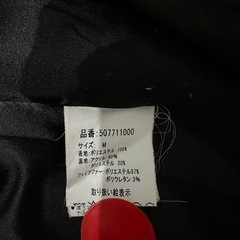 品番:507711000
サイズ: M
表地: ポリエステル 100%
裏地: アクリル 80%
ポリエステル 20%
フェイクファー ポリエステル97%
ポリウレタン 3%
取り扱い絵表示